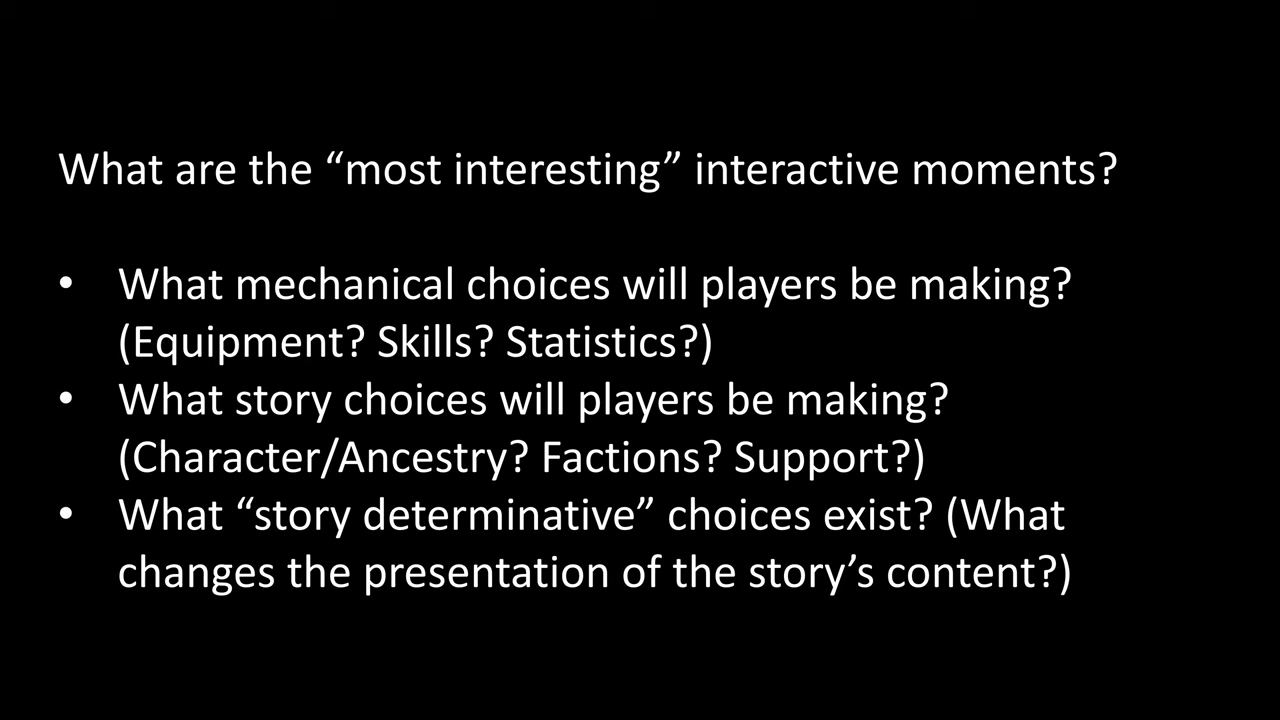 What are the “most interesting” interactive moments?
• What mechanical choices will players be making?
(Equipment? Skills? Statistics?)
• What story choices will players be making?
(Character/Ancestry? Factions? Support?)
• What “story determinative” choices exist? (What
changes the presentation of the story’s content?)